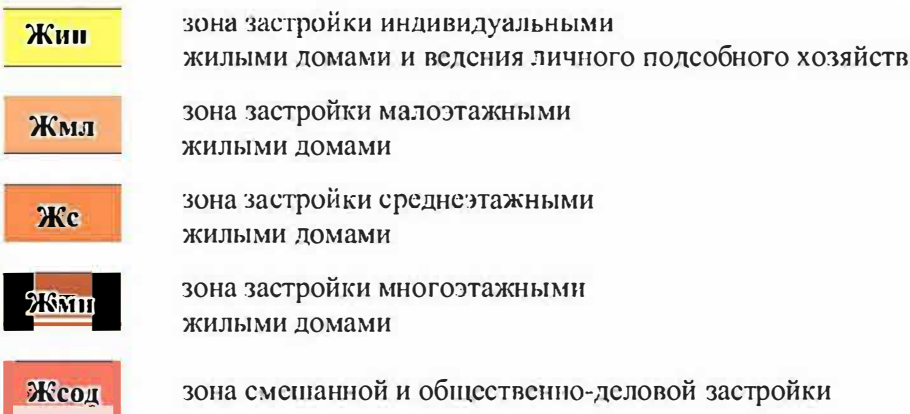 Жип зона застройки индивидуальными
жилыми домами и ведения личного подсобного хозяйств
Жмл зона застройки малоэтажными
жилыми домами
Жс зона застройки среднеэтажными
жилыми домами
Жмн зона застройки многоэтажными
жилыми домами
Жсод зона смешанной и общественно-деловой застройки